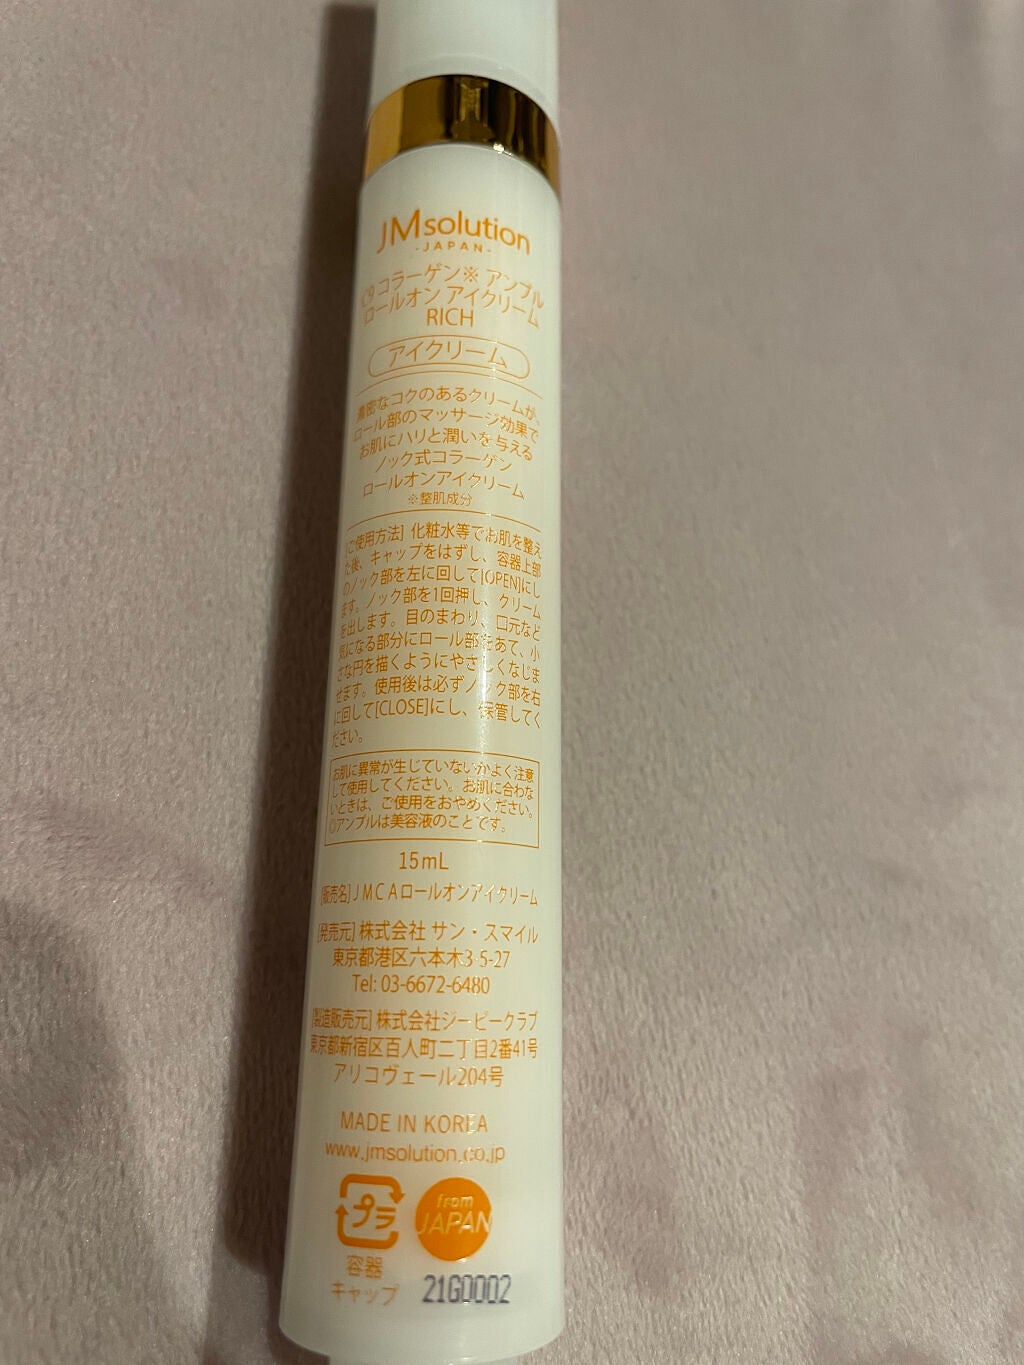 JMsolution
-JAPAN-
C9 コラーゲン※ アンプル
ロールオン アイクリーム
RICH
アイクリーム
濃密なコクのあるクリームが、
ロール部のマッサージ効果で
お肌にハリと潤いを与える
ノック式コラーゲン
ロールオンアイクリーム
※整肌成分
[ご使用方法] 化粧水等でお肌を整え
た後、キャップをはずし、容器上部
のノック部を左に回して[OPEN]にし
ます。ノック部を1回押し、クリーム
を出します。目のまわり、口元など
気になる部分にロール部をあて、小
さな円を描くようにやさしくなじま
せます。使用後は必ずノック部を右
に回して[CLOSE]にし、保管してく
ださい。
お肌に異常が生じていないかよく注意
して使用してください。お肌に合わな
いときは、ご使用をおやめください。
◎アンプルは美容液のことです。
15mL
[販売名] J M C A ロールオンアイクリーム
[発売元] 株式会社 サン・スマイル
東京都港区六本木3-5-27
Tel: 03-6672-6480
[製造販売元] 株式会社ジーピークラブ
東京都新宿区百人町二丁目2番41号
アリコヴェール204号
MADE IN KOREA
www.jmsolution.co.jp
プラ
from
JAPAN
容器
キャップ
21G0002